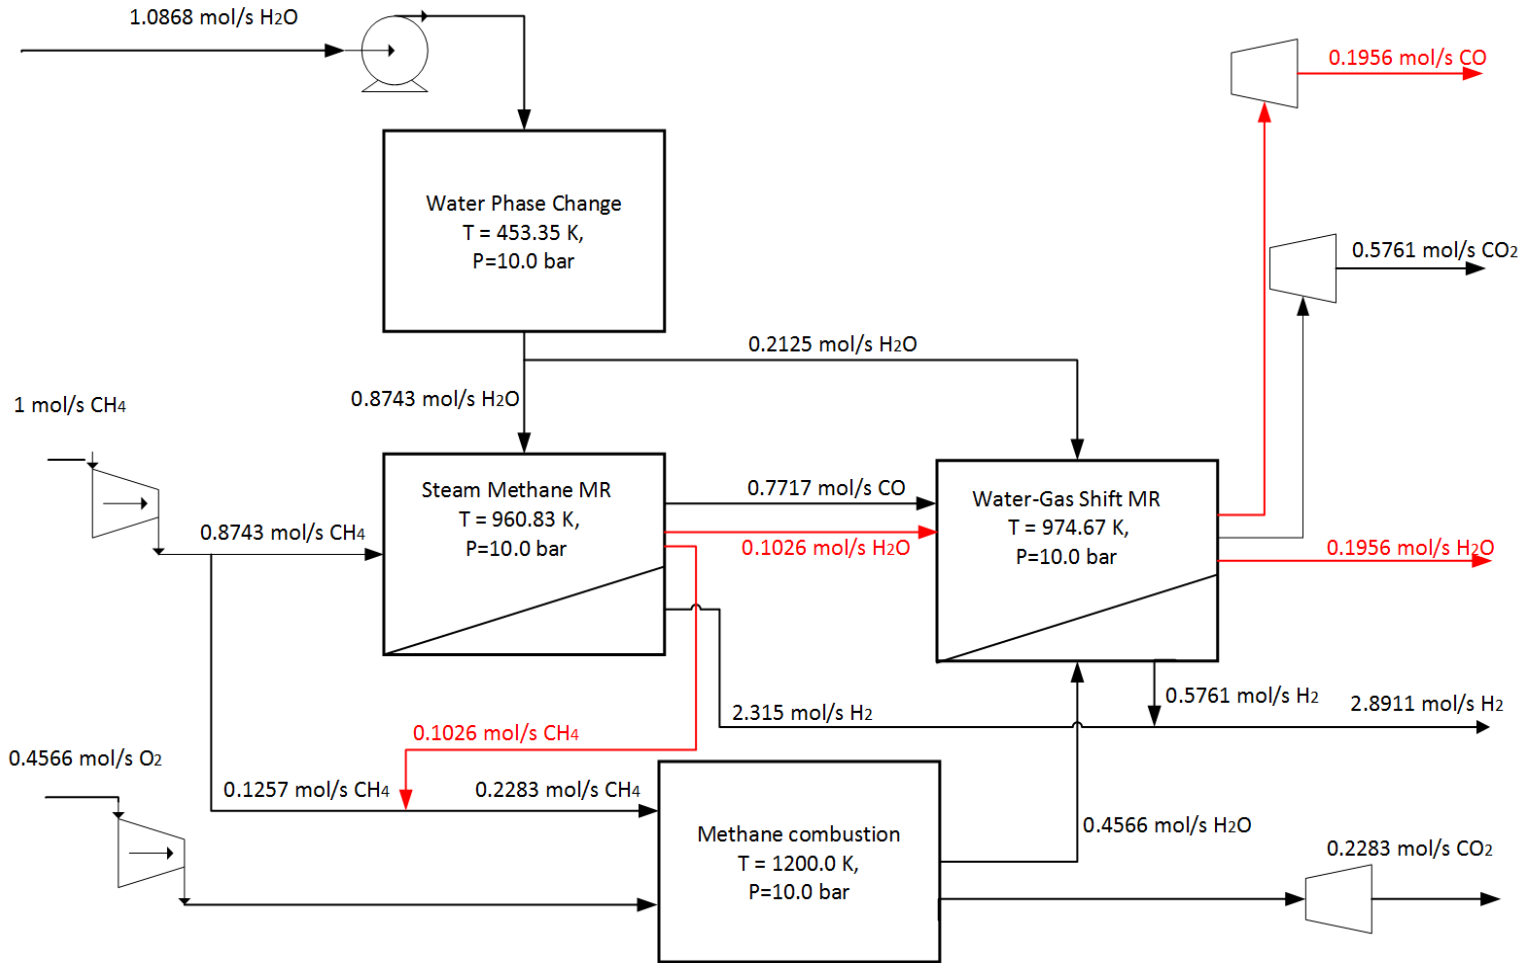 1.0868 mol/s H2O
0.1956 mol/s CO
Water Phase Change
T = 453.35 K,
P=10.0 bar
0.5761 mol/s CO2
0.2125 mol/s H2O
0.8743 mol/s H2O
1 mol/s CH4
Steam Methane MR
T = 960.83 K,
P=10.0 bar
0.7717 mol/s CO
Water-Gas Shift MR
T = 974.67 K,
P=10.0 bar
0.8743 mol/s CH4
0.1026 mol/s H2O
0.1956 mol/s H2O
0.5761 mol/s H2
2.8911 mol/s H2
2.315 mol/s H2
0.1026 mol/s CH4
0.4566 mol/s O2
0.1257 mol/s CH4
0.2283 mol/s CH4
Methane combustion
T = 1200.0 K,
P=10.0 bar
0.4566 mol/s H2O
0.2283 mol/s CO2